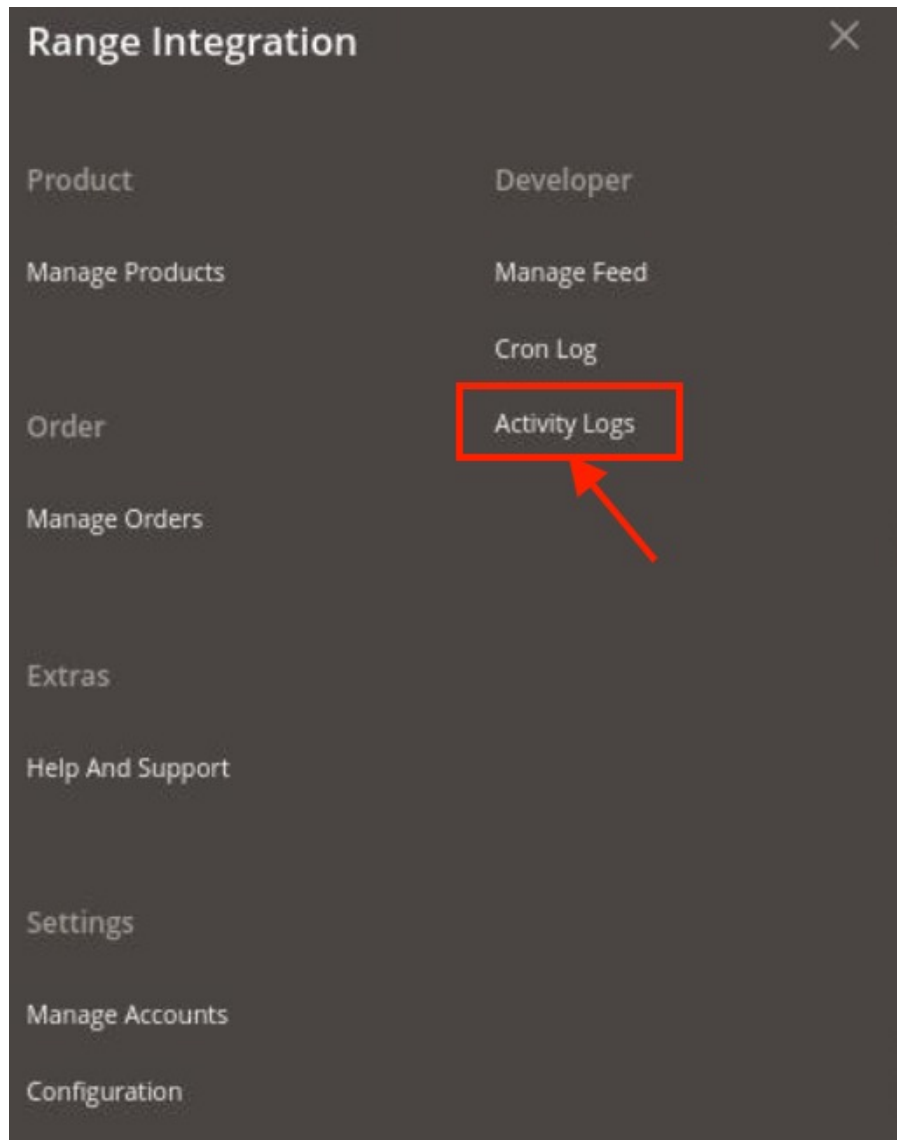 Range Integration
Product
Manage Products
Order
Manage Orders
Extras
Help And Support
Settings
Manage Accounts
Configuration
Developer
Manage Feed
Cron Log
Activity Logs